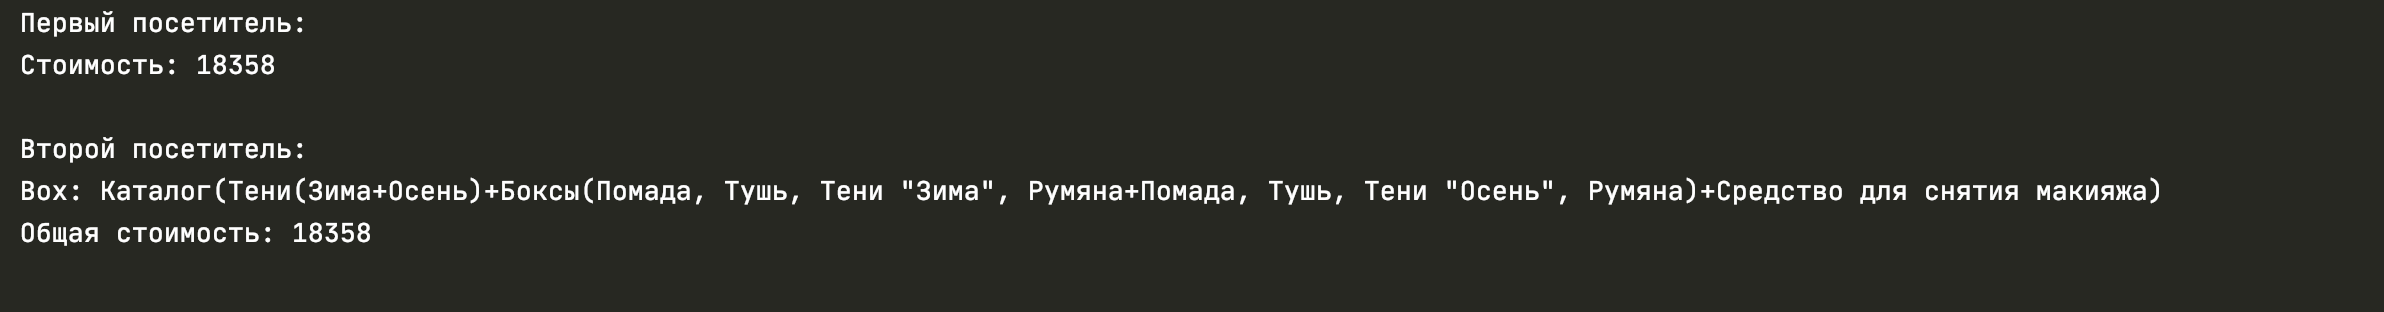 Первый посетитель:
Стоимость: 18358
Второй посетитель:
Box: Каталог(Тени(Зима+Осень)+Боксы(Помада, Тушь, Тени "Зима", Румяна+Помада, Тушь, Тени "Осень", Румяна)+Средство для снятия макияжа)
Общая стоимость: 18358